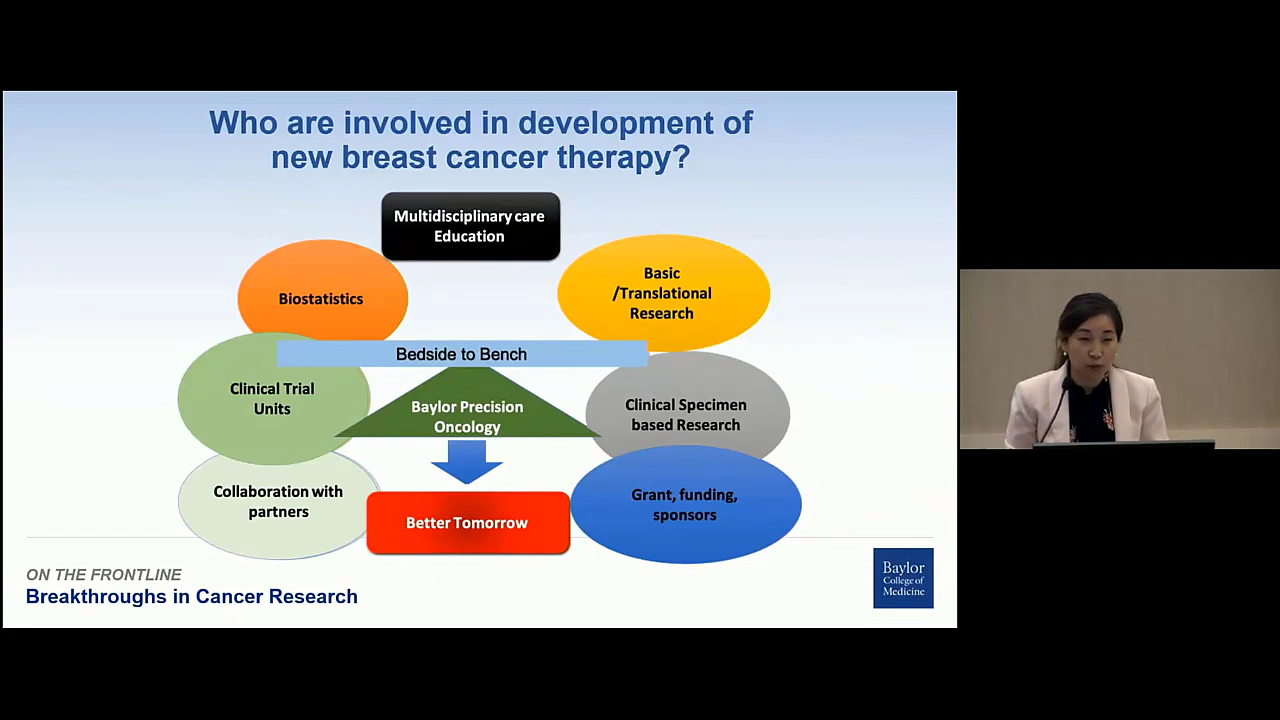 Who are involved in development of
new breast cancer therapy?
Multidisciplinary care
Education
Biostatistics
Basic
/Translational
Research
Bedside to Bench
Clinical Trial
Units
Baylor Precision
Oncology
Clinical Specimen
based Research
Collaboration with
partners
Better Tomorrow
Grant, funding,
sponsors
ON THE FRONTLINE
Breakthroughs in Cancer Research
Baylor
College of
Medicine